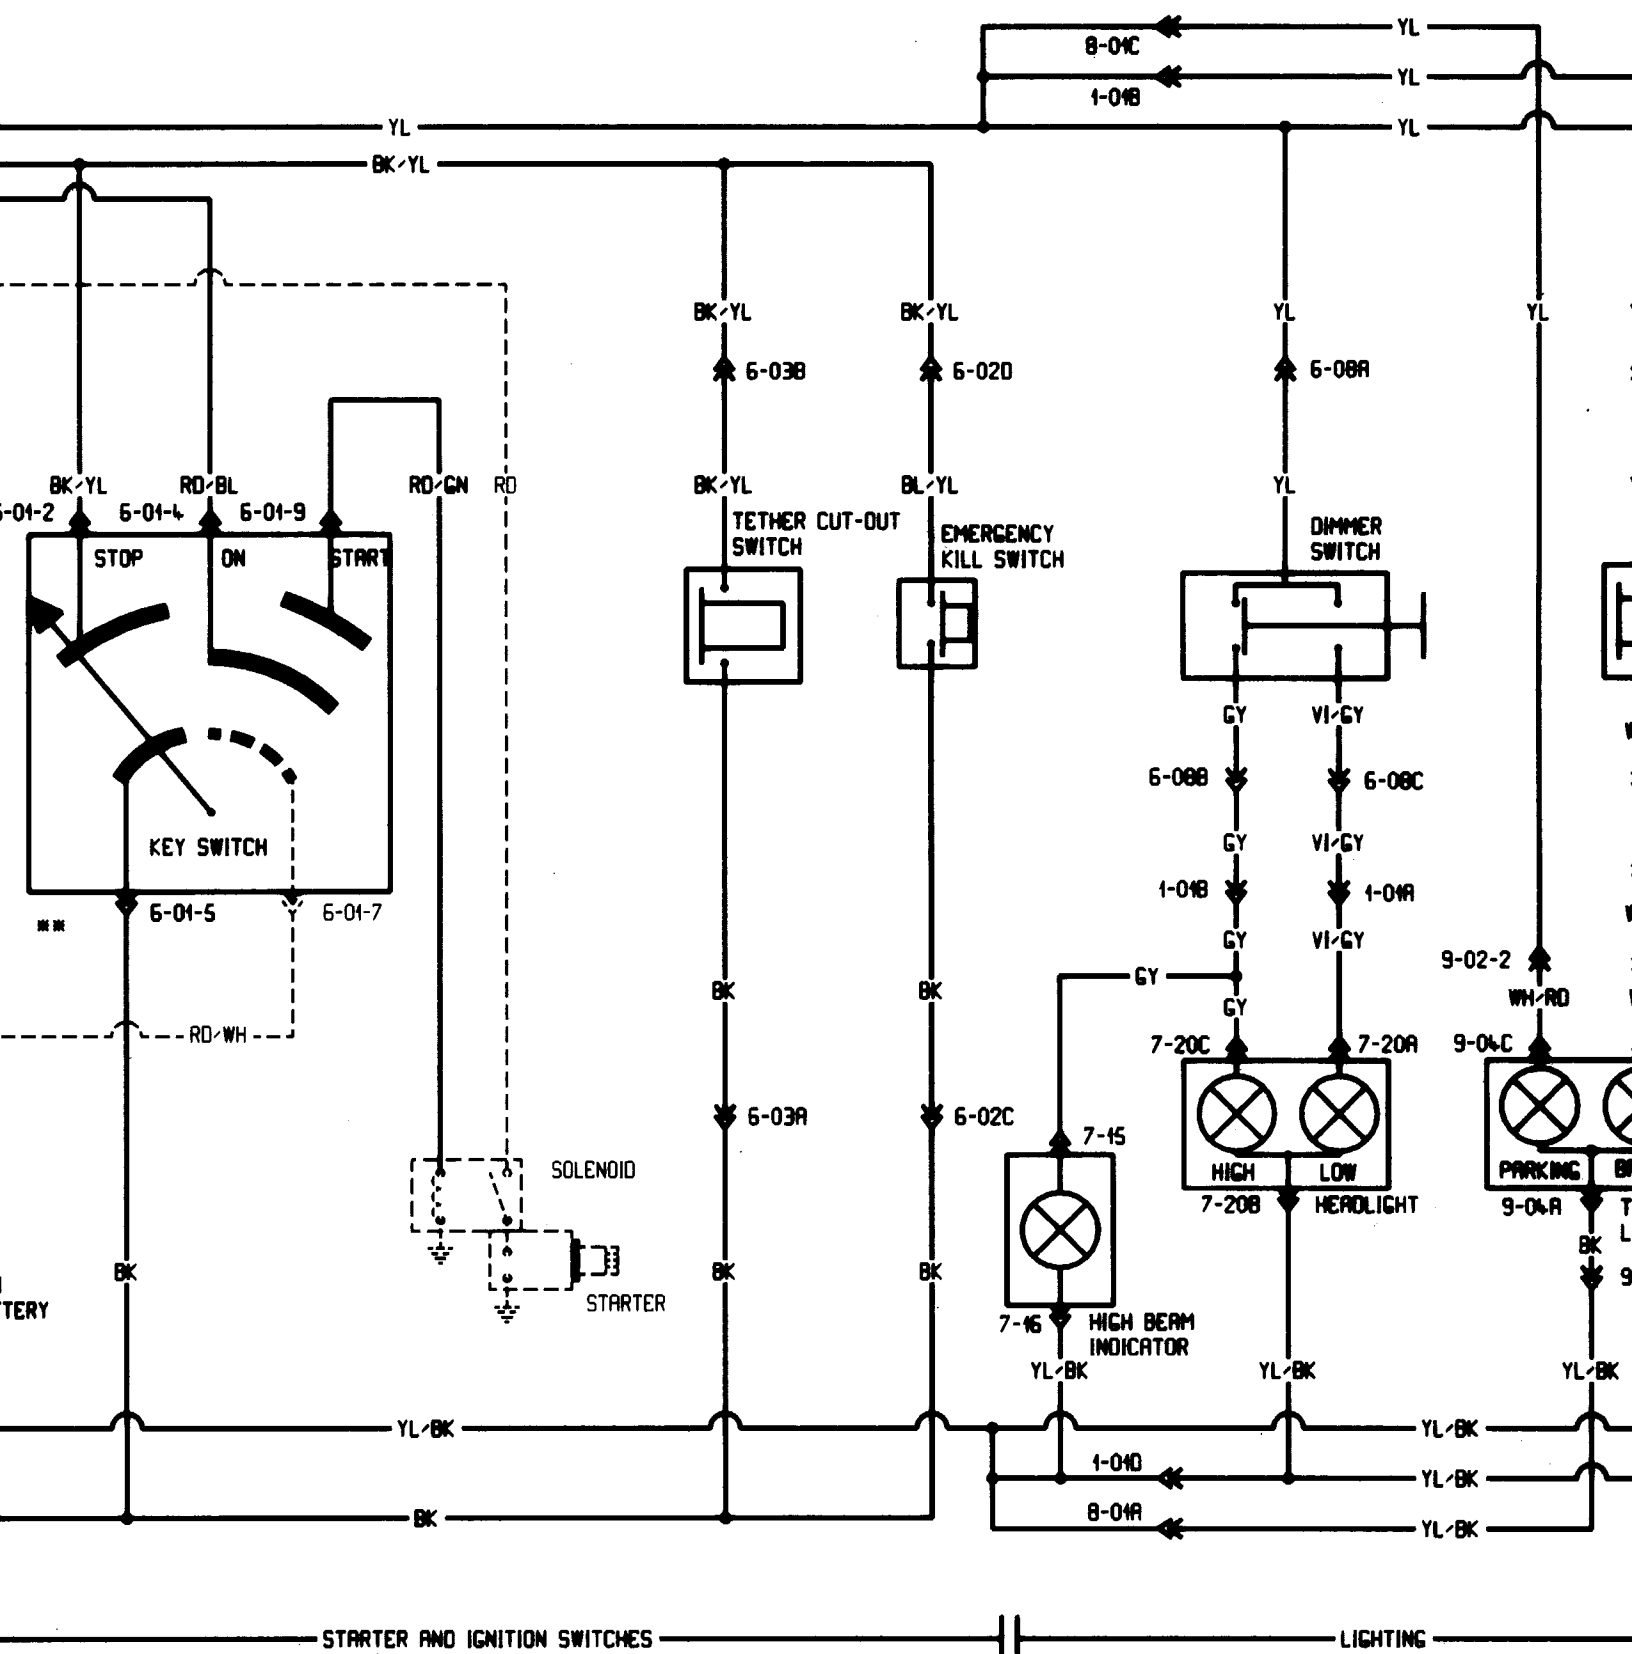 YL
8-01C
YL
1-01B
YL
YL
BK/YL
BK/YL
BK/YL
YL
YL
6-03B
6-02D
6-08A
BK/YL
RD/BL
RD/GN
RD
BK/YL
BL/YL
YL
6-01-4
6-01-9
STOP
ON
START
TETHER CUT-OUT
SWITCH
EMERGENCY
KILL SWITCH
DIMMER
SWITCH
GY
VI/GY
6-08B
6-08C
KEY SWITCH
GY
VI/GY
1-01B
1-01A
**
6-01-5
6-01-7
GY
VI/GY
9-02-2
GY
BK
BK
GY
WH/RD
RD/WH
7-20C
7-20A
9-04C
6-03A
6-02C
7-15
SOLENOID
HIGH
LOW
PARKING
7-20B
HEADLIGHT
9-04A
BK
BK
BK
BK
STARTER
7-16
HIGH BEAM
INDICATOR
YL/BK
YL/BK
YL/BK
YL/BK
YL/BK
1-01D
YL/BK
8-01A
YL/BK
BK
STARTER AND IGNITION SWITCHES
LIGHTING